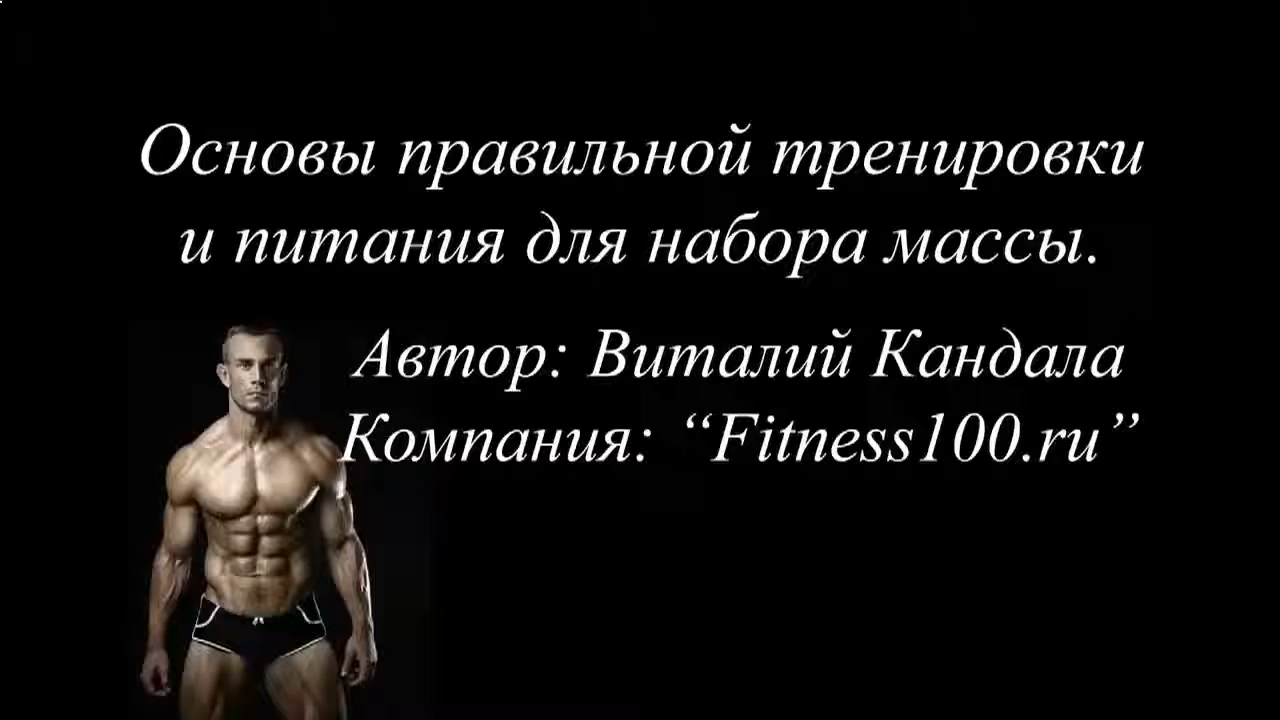 Основы правильной тренировки
и питания для набора массы.
Автор: Виталий Кандала
Компания: “Fitness100.ru”